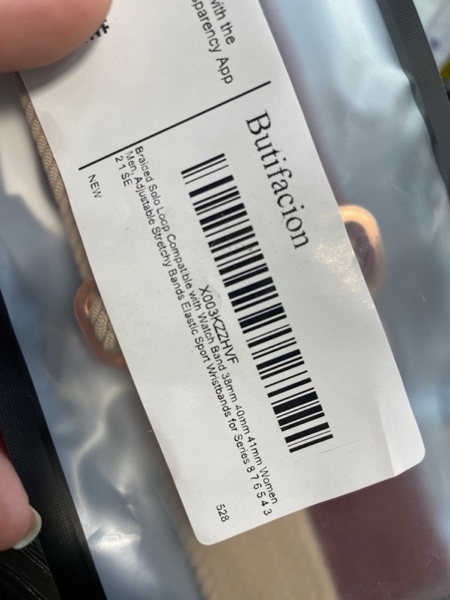 with the
parency App
Butifacion
X003KZZHVF
Braided Solo Loop Compatible with Watch Band 38mm 40mm 41mm Women
Men, Adjustable Stretchy Bands Elastic Sport Wristbands for Series 8 7 6 5 4 3
2 1 SE
NEW
528